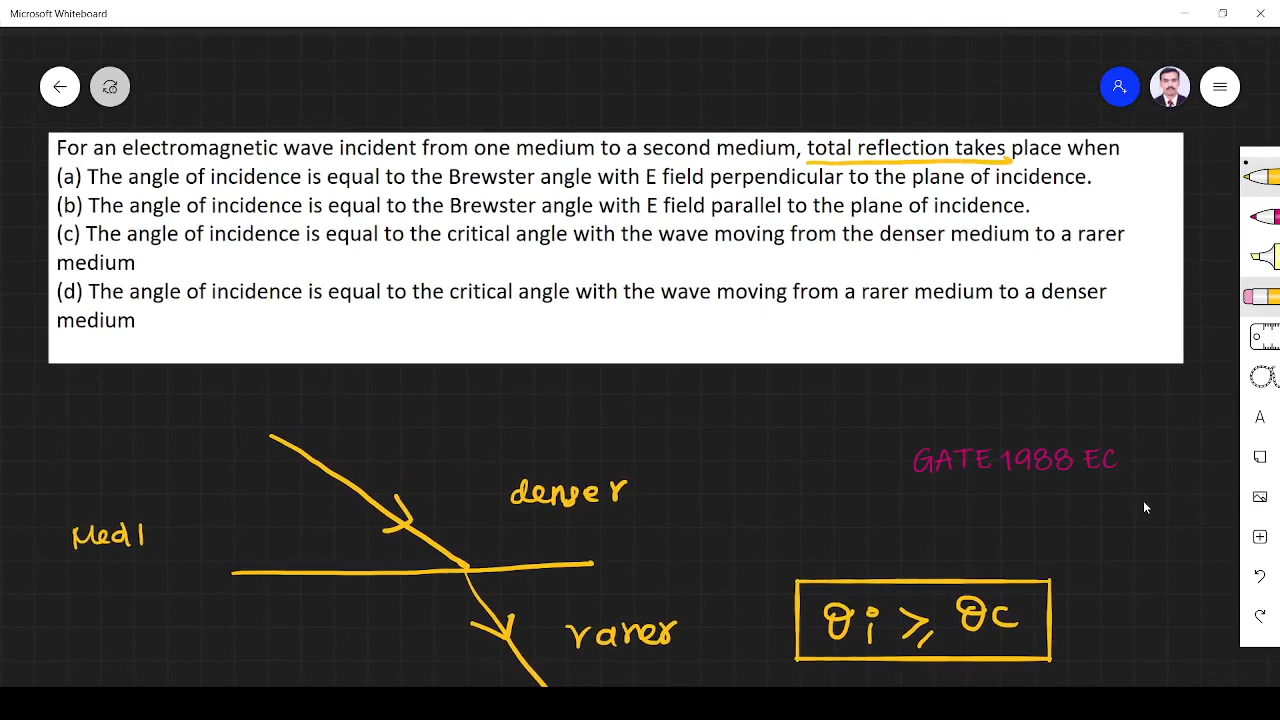 Microsoft Whiteboard
For an electromagnetic wave incident from one medium to a second medium, total reflection takes place when
(a) The angle of incidence is equal to the Brewster angle with E field perpendicular to the plane of incidence.
(b) The angle of incidence is equal to the Brewster angle with E field parallel to the plane of incidence.
(c) The angle of incidence is equal to the critical angle with the wave moving from the denser medium to a rarer
medium
(d) The angle of incidence is equal to the critical angle with the wave moving from a rarer medium to a denser
medium
GATE 1988 EC
denser
Med1
θi ≥ θc
rarer
A